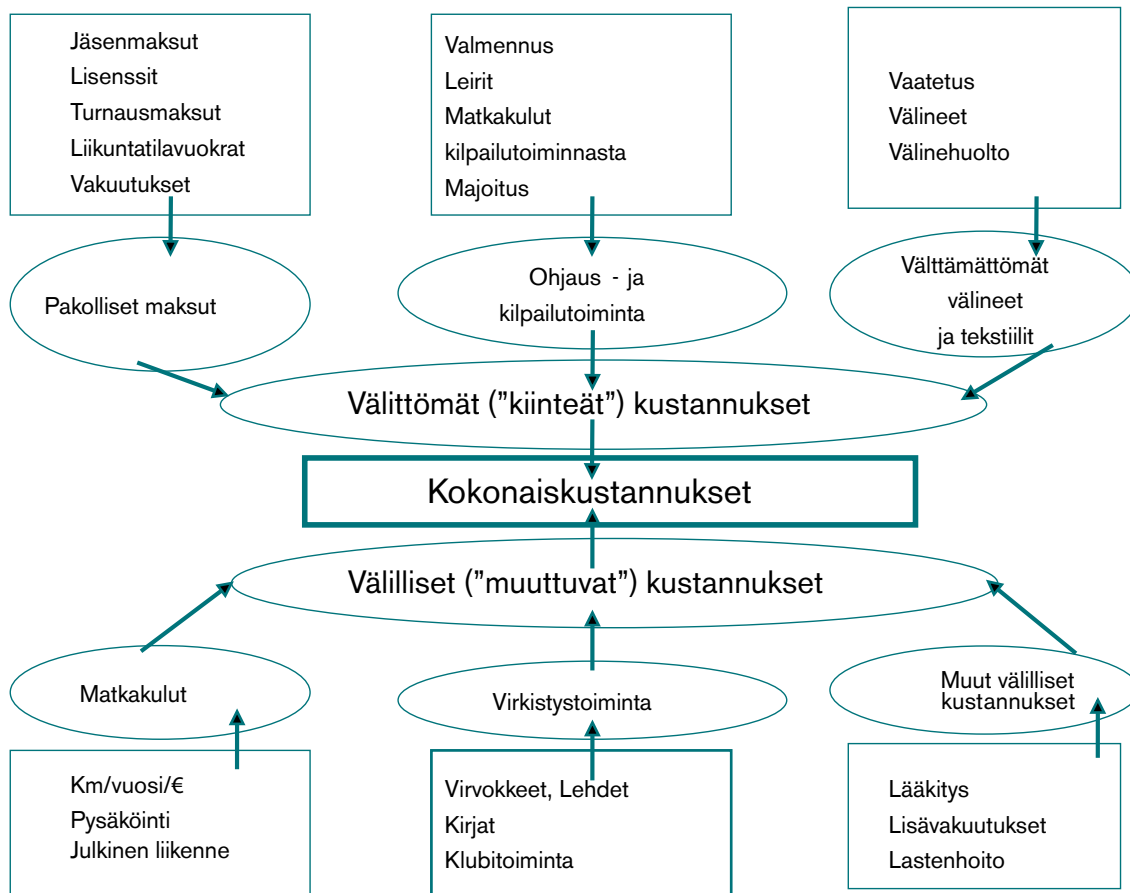 Jäsenmaksut
Lisenssit
Turnausmaksut
Liikuntatilavuokrat
Vakuutukset
Valmennus
Leirit
Matkakulut
kilpailutoiminnasta
Majoitus
Vaatetus
Välineet
Välinehuolto
Pakolliset maksut
Ohjaus - ja
kilpailutoiminta
Välttämättömät
välineet
ja tekstiilit
Välittömät (”kiinteät”) kustannukset
Kokonaiskustannukset
Välilliset (”muuttuvat”) kustannukset
Matkakulut
Virkistystoiminta
Muut välilliset
kustannukset
Km/vuosi/€
Pysäköinti
Julkinen liikenne
Virvokkeet, Lehdet
Kirjat
Klubitoiminta
Lääkitys
Lisävakuutukset
Lastenhoito